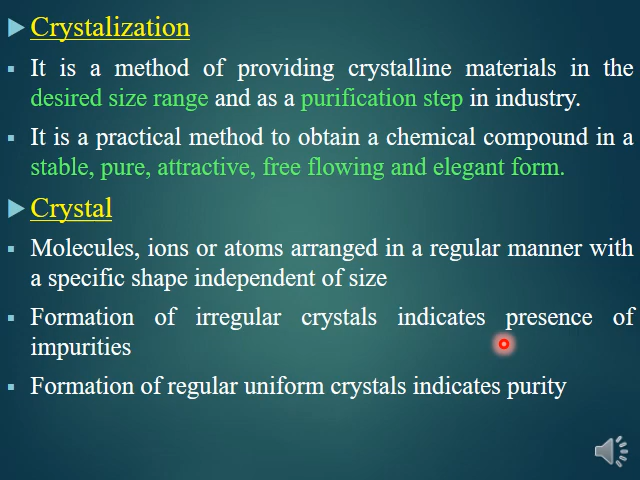 Crystalization
It is a method of providing crystalline materials in the
desired size range and as a purification step in industry.
It is a practical method to obtain a chemical compound in a
stable, pure, attractive, free flowing and elegant form.
Crystal
Molecules, ions or atoms arranged in a regular manner with
a specific shape independent of size
Formation of irregular crystals indicates presence of
impurities
Formation of regular uniform crystals indicates purity